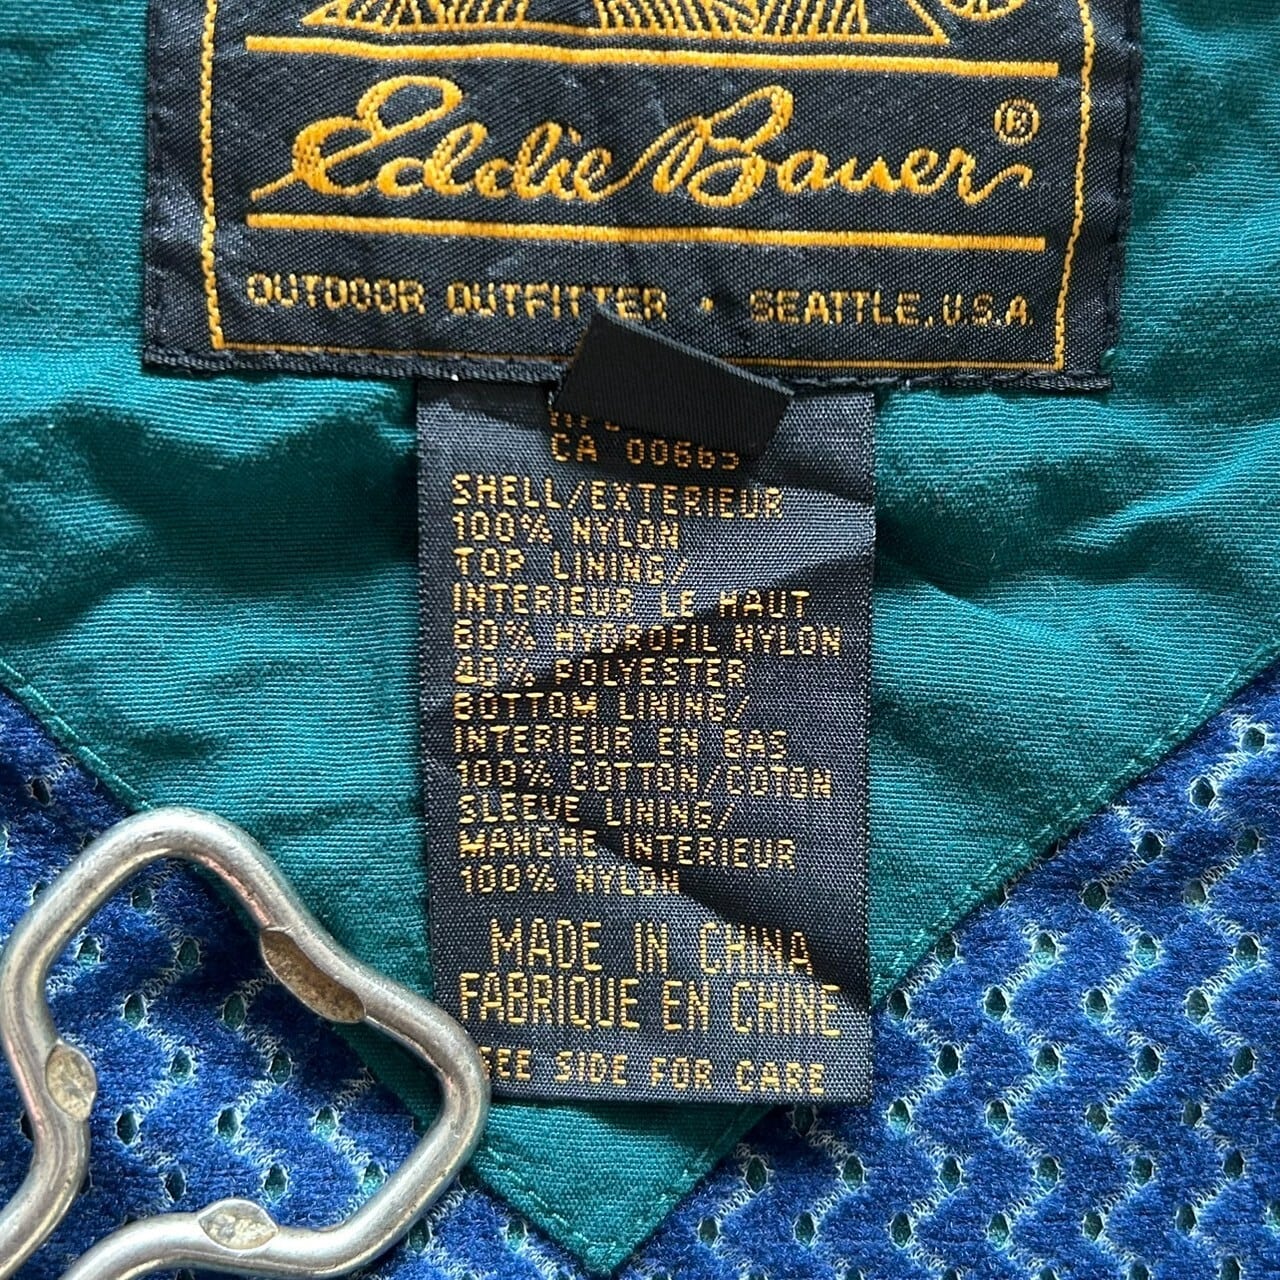 Eddie Bauer®
OUTDOOR OUTFITTER • SEATTLE, U.S.A.
CA 00665
SHELL/EXTERIEUR
100% NYLON
TOP LINING/
INTERIEUR LE HAUT
60% HYDROFIL NYLON
40% POLYESTER
BOTTOM LINING/
INTERIEUR EN BAS
100% COTTON/COTON
SLEEVE LINING/
MANCHE INTERIEUR
100% NYLON
MADE IN CHINA
FABRIQUE EN CHINE
SEE SIDE FOR CARE